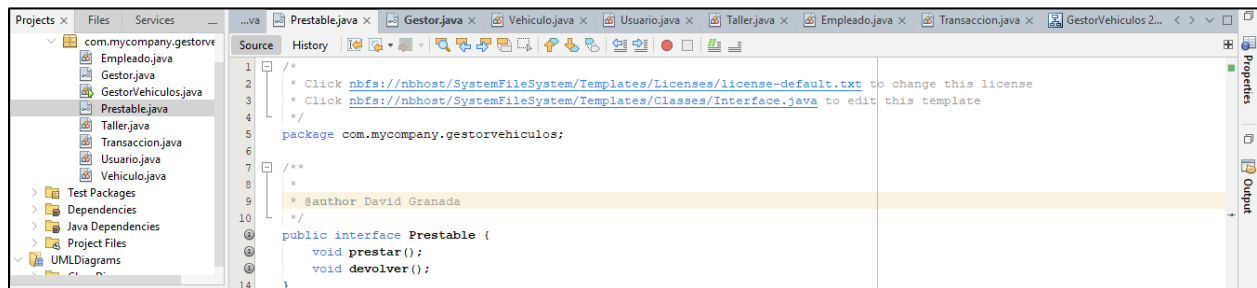 Projects × Files Services
...va Prestable.java × Gestor.java × Vehiculo.java × Usuario.java × Taller.java × Empleado.java × Transaccion.java × GestorVehiculos 2...
com.mycompany.gestorve
Empleado.java
Gestor.java
GestorVehiculos.java
Prestable.java
Taller.java
Transaccion.java
Usuario.java
Vehiculo.java
Test Packages
Dependencies
Java Dependencies
Project Files
UMLDiagrams
Source History
1 /*
2 * Click nbfs://nbhost/SystemFileSystem/Templates/Licenses/license-default.txt to change this license
3 * Click nbfs://nbhost/SystemFileSystem/Templates/Classes/Interface.java to edit this template
4 */
5 package com.mycompany.gestorvehiculos;
6
7 /**
8 *
9 * @author David Granada
10 */
public interface Prestable {
void prestar();
void devolver();
14 }
Properties
Output